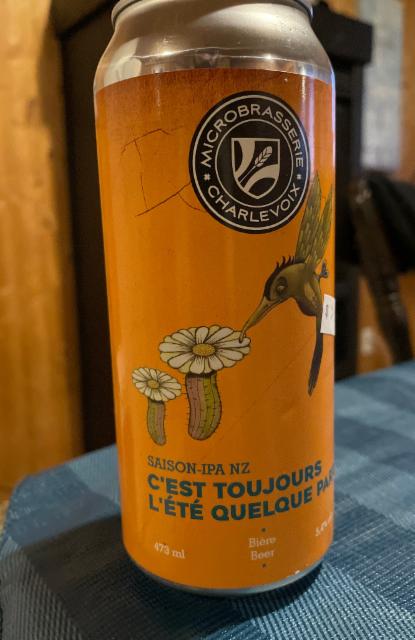 MICROBRASSERIE
CHARLEVOIX
SAISON-IPA NZ
C'EST TOUJOURS
L'ÉTÉ QUELQUE
473 ml
Bière
Beer